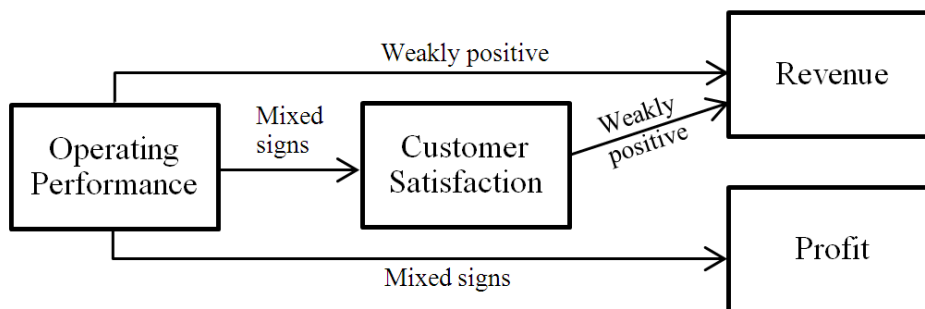 Weakly positive
Revenue
Operating
Performance
Mixed
signs
Customer
Satisfaction
Weakly
positive
Profit
Mixed signs